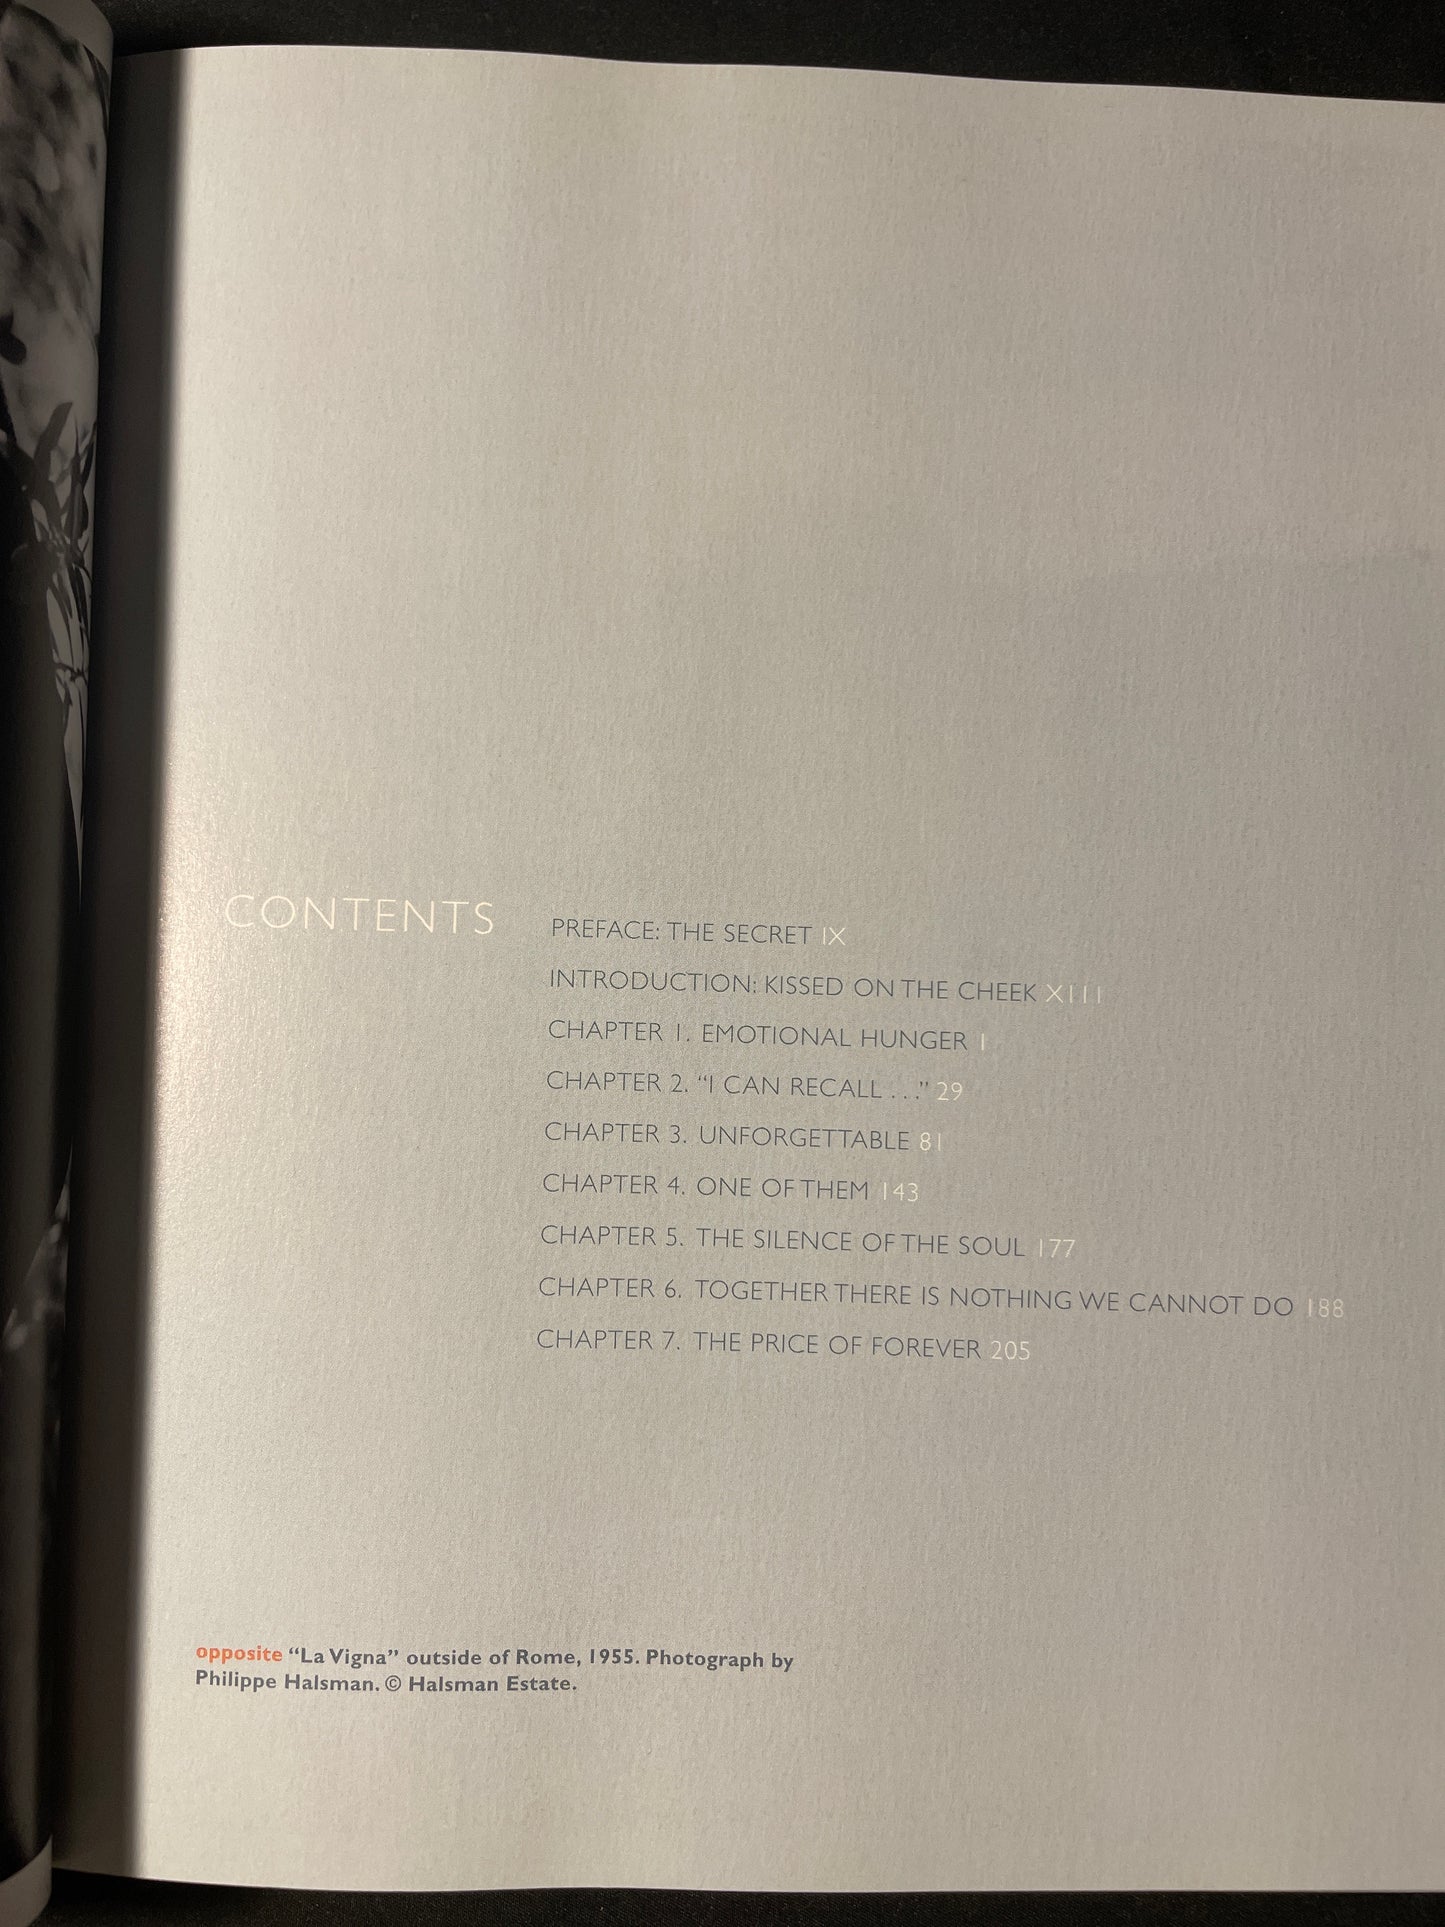 CONTENTS
PREFACE: THE SECRET IX
INTRODUCTION: KISSED ON THE CHEEK XIII
CHAPTER 1. EMOTIONAL HUNGER 1
CHAPTER 2. “I CAN RECALL . . .” 29
CHAPTER 3. UNFORGETTABLE 81
CHAPTER 4. ONE OF THEM 143
CHAPTER 5. THE SILENCE OF THE SOUL 177
CHAPTER 6. TOGETHER THERE IS NOTHING WE CANNOT DO 188
CHAPTER 7. THE PRICE OF FOREVER 205
opposite “La Vigna” outside of Rome, 1955. Photograph by
Philippe Halsman. © Halsman Estate.